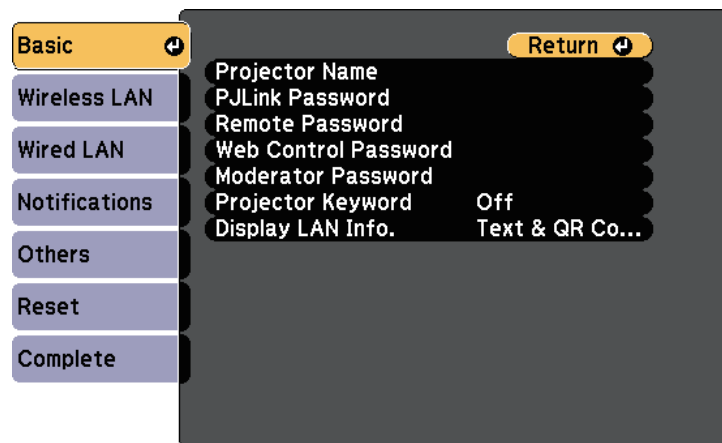 Basic
Wireless LAN
Wired LAN
Notifications
Others
Reset
Complete
Return
Projector Name
PJLink Password
Remote Password
Web Control Password
Moderator Password
Projector Keyword Off
Display LAN Info. Text & QR Co...